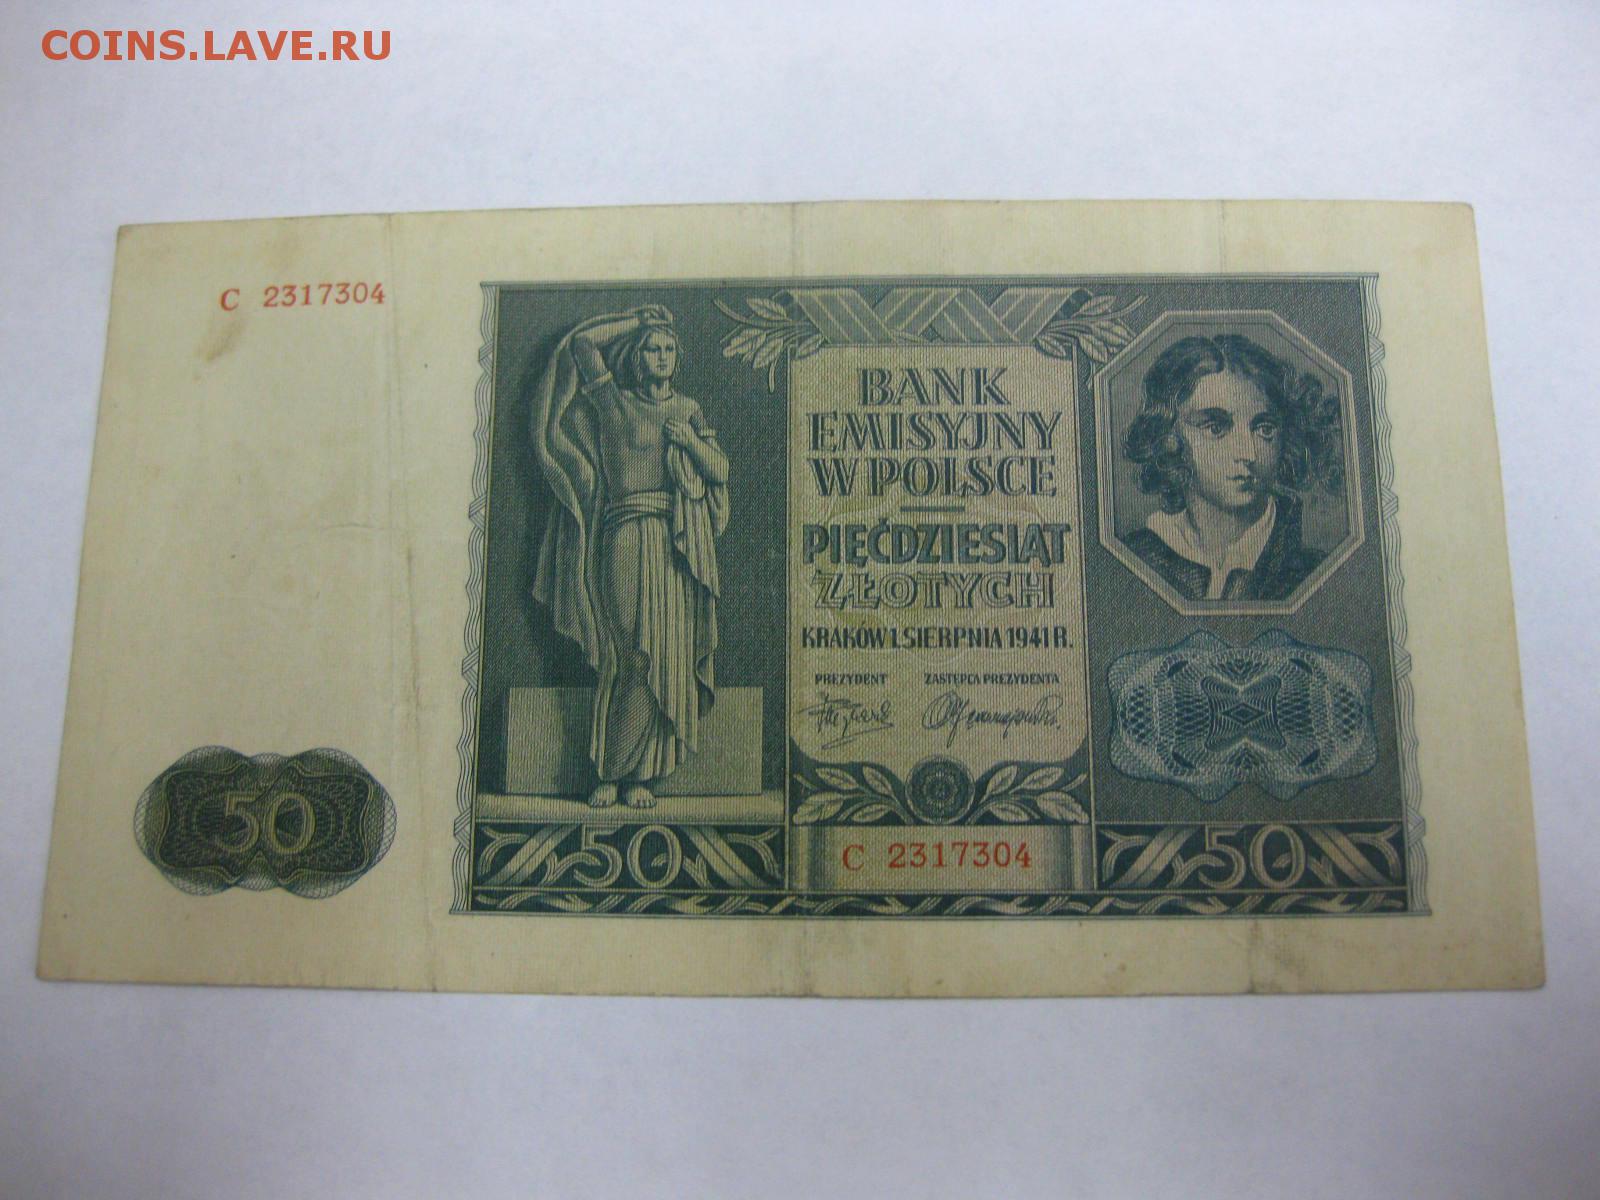 COINS.LAVE.RU
C 2317304
BANK
EMISYJNY
W POLSCE
PIĘĆDZIESIĄT
ZŁOTYCH
KRAKÓW 1. SIERPNIA 1941 R.
PREZYDENT ZASTĘPCA PREZYDENTA
50
50
C 2317304
50